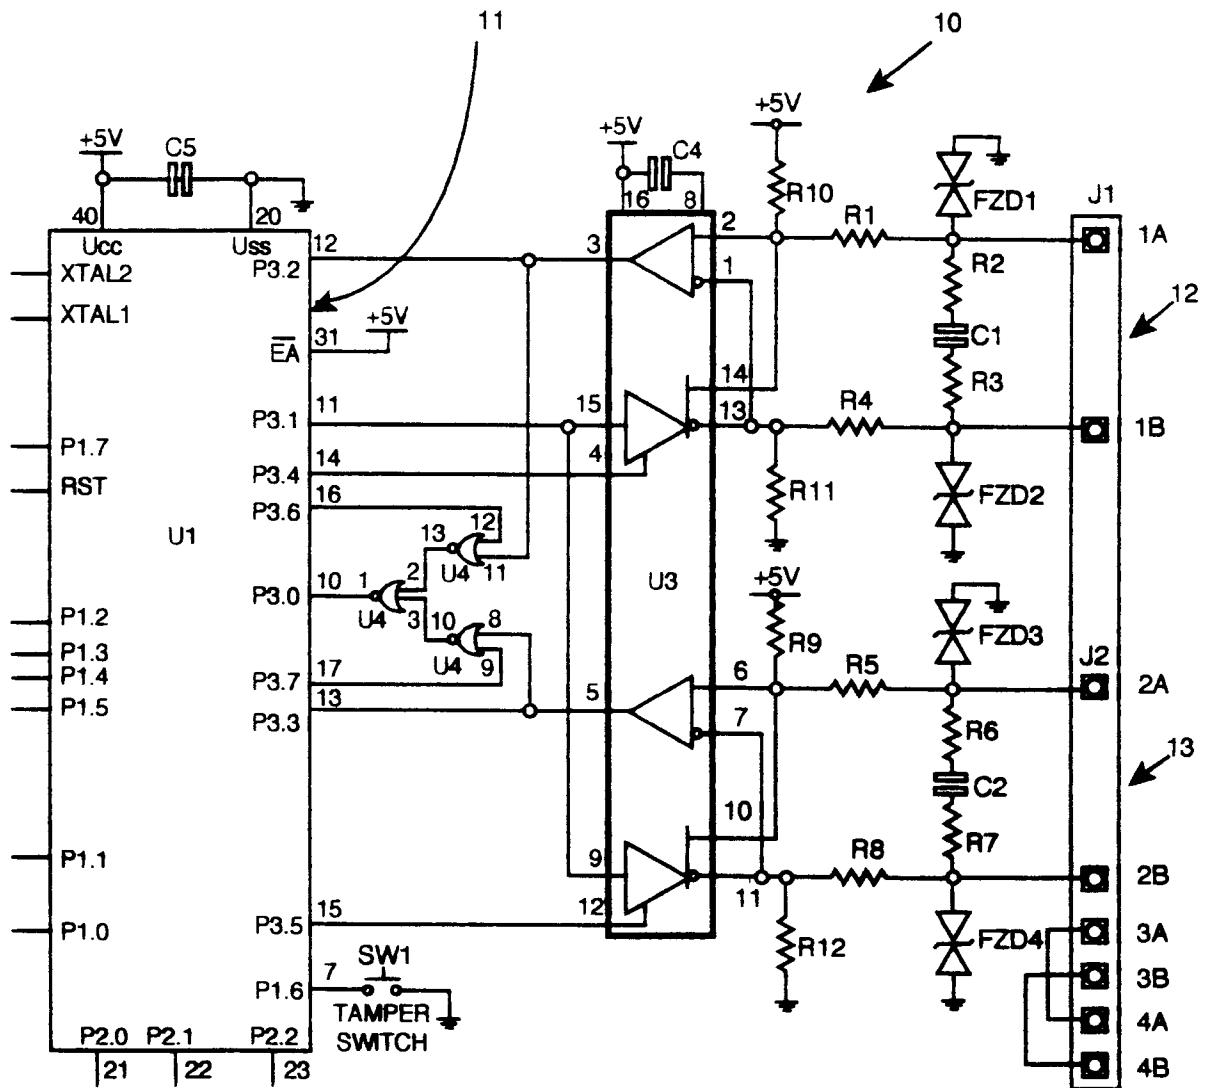 11
10
+5V
C5
40
20
Ucc
Uss
+5V
C4
16
8
+5V
R10
R1
FZD1
J1
1A
12
P3.2
3
2
1
R2
XTAL2
XTAL1
+5V
31
EA
C1
R3
12
14
13
R4
1B
11
P3.1
15
4
P1.7
14
P3.4
RST
16
P3.6
R11
FZD2
U1
12
13
U4
11
U3
+5V
10
P3.0
1
2
U4
3
10
8
U4
9
R9
FZD3
P1.2
P1.3
P1.4
P1.5
17
P3.7
13
P3.3
5
6
7
R5
J2
2A
R6
C2
R7
13
10
P1.1
9
11
R8
2B
P1.0
15
P3.5
12
R12
FZD4
3A
3B
4A
4B
7
P1.6
SW1
TAMPER
SWITCH
P2.0
P2.1
P2.2
21
22
23